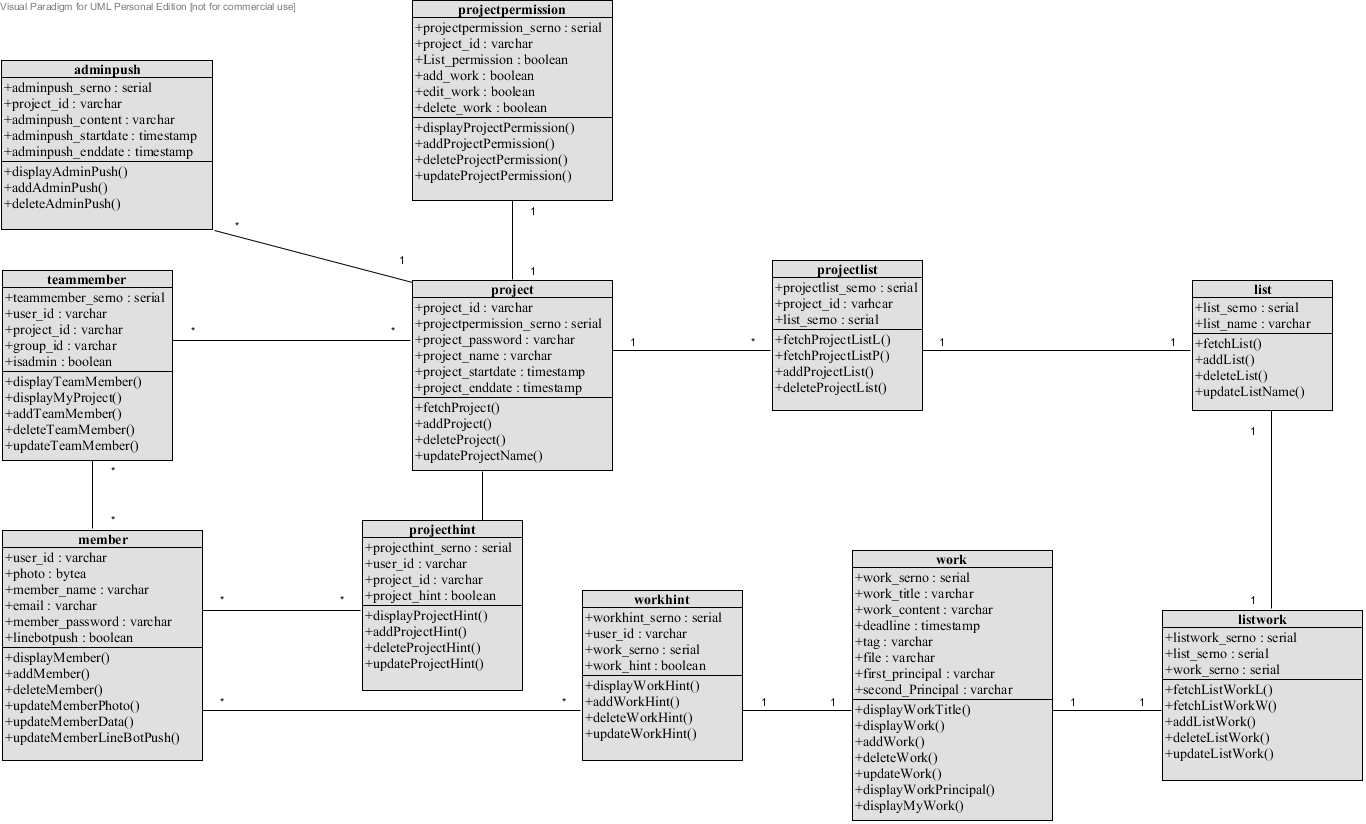 Visual Paradigm for UML Personal Edition [not for commercial use]
projectpermission
+projectpermission_serno : serial
+project_id : varchar
+List_permission : boolean
+add_work : boolean
+edit_work : boolean
+delete_work : boolean
+displayProjectPermission()
+addProjectPermission()
+deleteProjectPermission()
+updateProjectPermission()
adminpush
+adminpush_serno : serial
+project_id : varchar
+adminpush_content : varchar
+adminpush_startdate : timestamp
+adminpush_enddate : timestamp
+displayAdminPush()
+addAdminPush()
+deleteAdminPush()
*
1
1
1
teammember
+teammember_serno : serial
+user_id : varchar
+project_id : varchar
+group_id : varchar
+isadmin : boolean
+displayTeamMember()
+displayMyProject()
+addTeamMember()
+deleteTeamMember()
+updateTeamMember()
*
*
project
+project_id : varchar
+projectpermission_serno : serial
+project_password : varchar
+project_name : varchar
+project_startdate : timestamp
+project_enddate : timestamp
+fetchProject()
+addProject()
+deleteProject()
+updateProjectName()
1
*
projectlist
+projectlist_serno : serial
+project_id : varhcar
+list_serno : serial
+fetchProjectListL()
+fetchProjectListP()
+addProjectList()
+deleteProjectList()
1
1
list
+list_serno : serial
+list_name : varchar
+fetchList()
+addList()
+deleteList()
+updateListName()
1
1
*
*
member
+user_id : varchar
+photo : bytea
+member_name : varchar
+email : varchar
+member_password : varchar
+linebotpush : boolean
+displayMember()
+addMember()
+deleteMember()
+updateMemberPhoto()
+updateMemberData()
+updateMemberLineBotPush()
*
*
projecthint
+projecthint_serno : serial
+user_id : varchar
+project_id : varchar
+project_hint : boolean
+displayProjectHint()
+addProjectHint()
+deleteProjectHint()
+updateProjectHint()
*
*
workhint
+workhint_serno : serial
+user_id : varchar
+work_serno : serial
+work_hint : boolean
+displayWorkHint()
+addWorkHint()
+deleteWorkHint()
+updateWorkHint()
1
1
work
+work_serno : serial
+work_title : varchar
+work_content : varchar
+deadline : timestamp
+tag : varchar
+file : varchar
+first_principal : varchar
+second_Principal : varchar
+displayWorkTitle()
+displayWork()
+addWork()
+deleteWork()
+updateWork()
+displayWorkPrincipal()
+displayMyWork()
1
1
listwork
+listwork_serno : serial
+list_serno : serial
+work_serno : serial
+fetchListWorkL()
+fetchListWorkW()
+addListWork()
+deleteListWork()
+updateListWork()